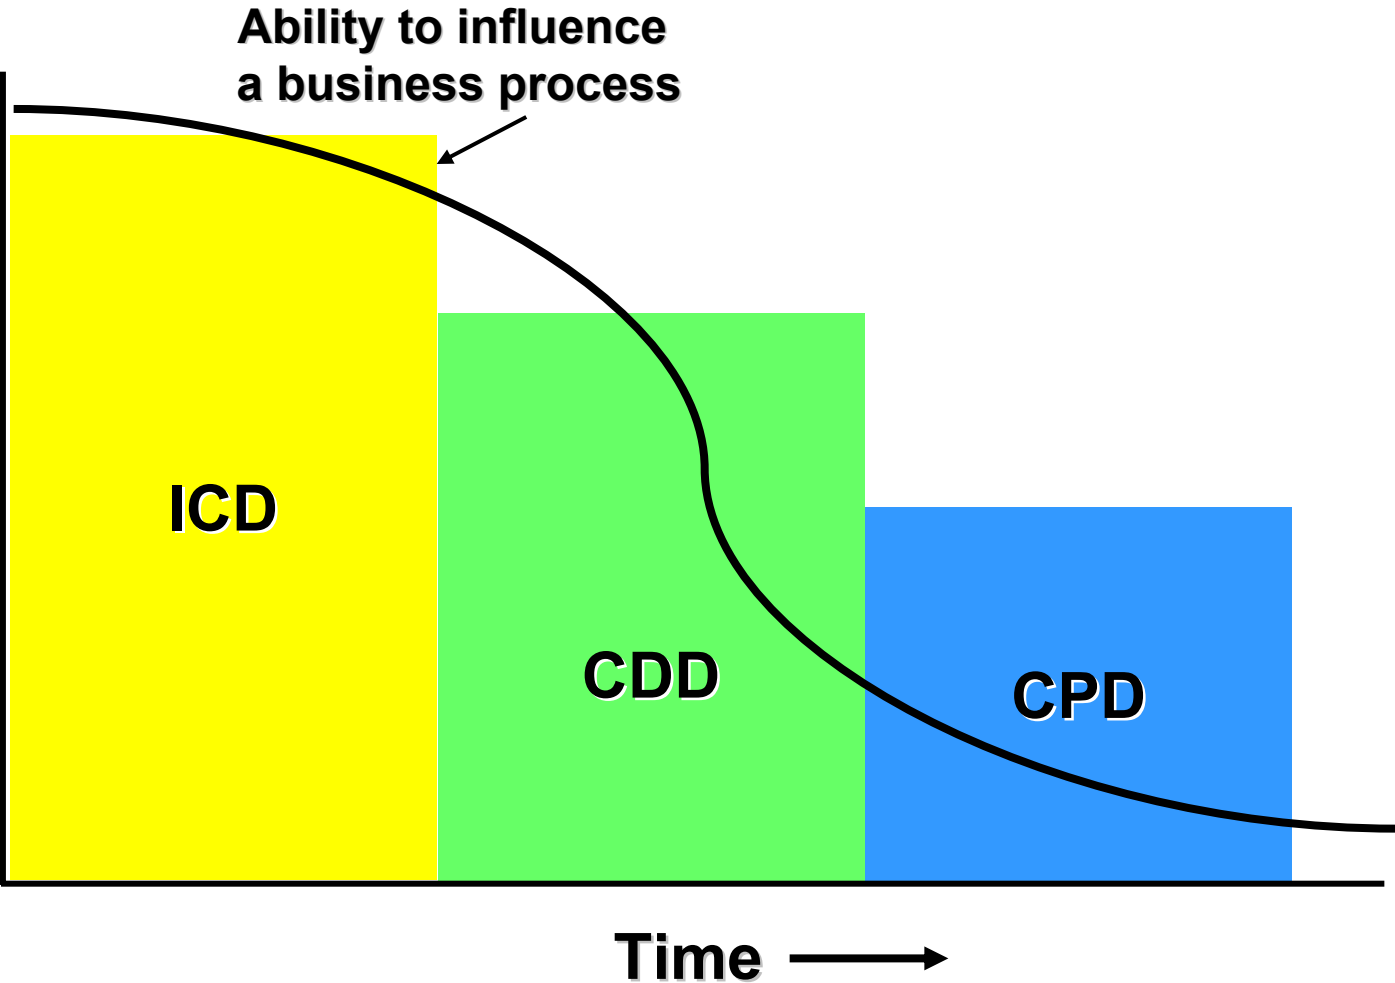 Ability to influence
a business process
ICD
CDD
CPD
Time